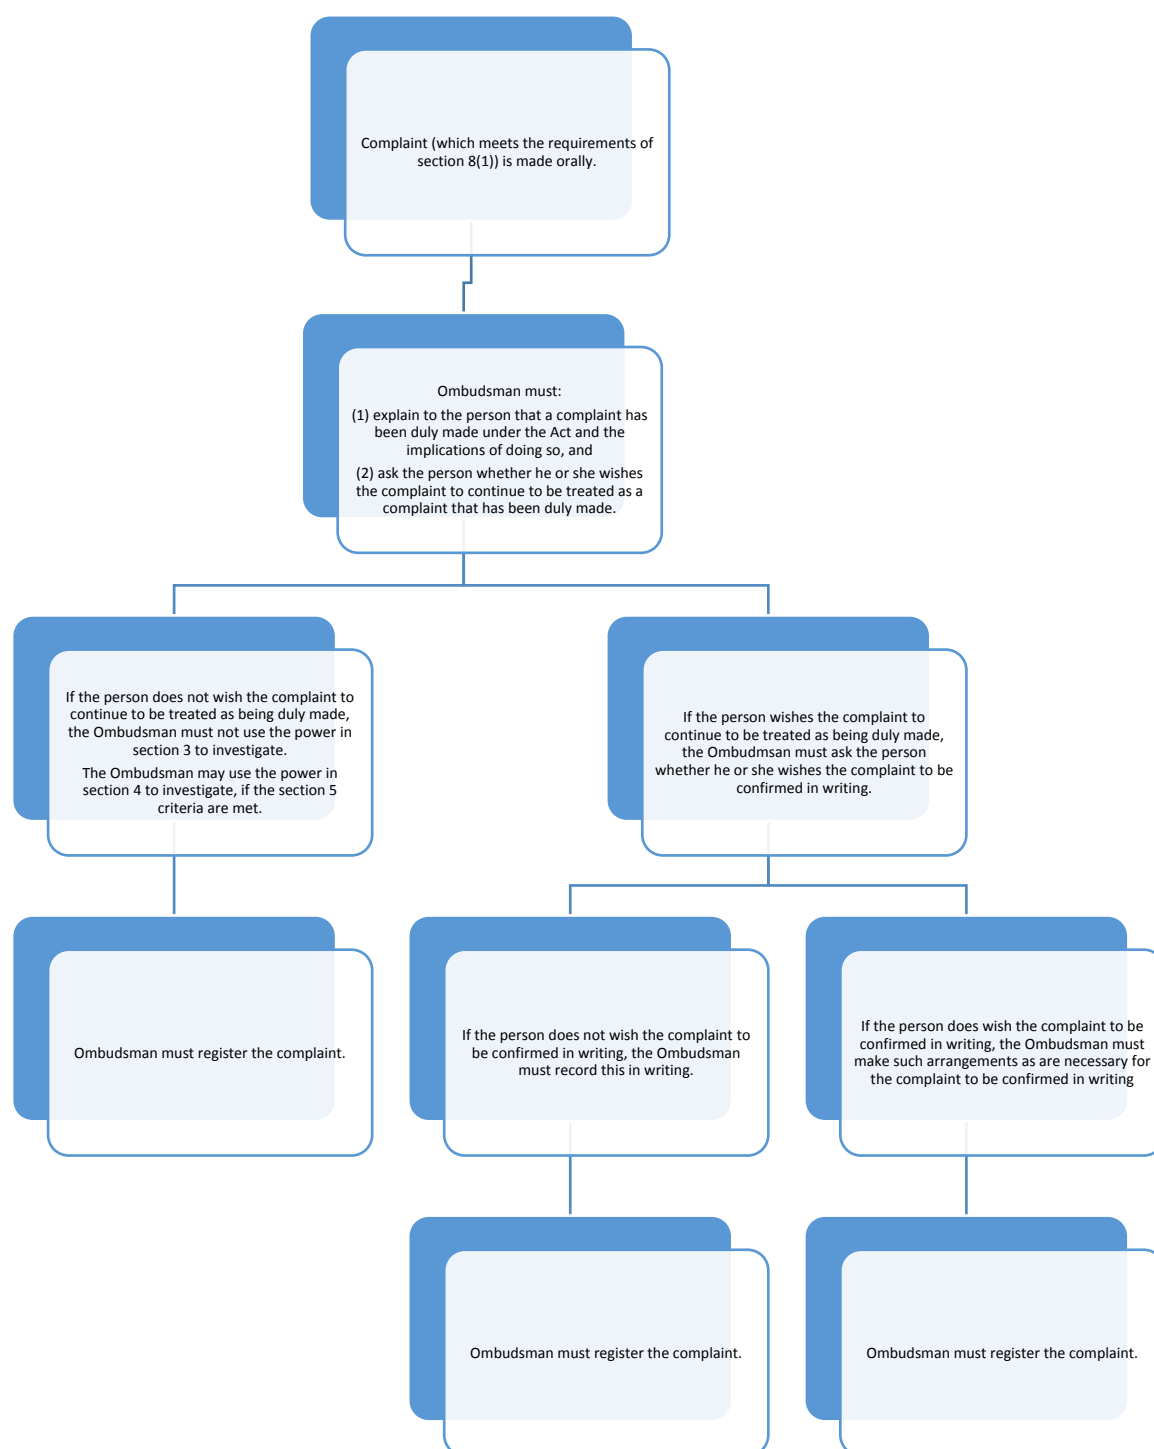 Complaint (which meets the requirements of
section 8(1)) is made orally.
Ombudsman must:
(1) explain to the person that a complaint has
been duly made under the Act and the
implications of doing so, and
(2) ask the person whether he or she wishes
the complaint to continue to be treated as a
complaint that has been duly made.
If the person does not wish the complaint to
continue to be treated as being duly made,
the Ombudsman must not use the power in
section 3 to investigate.
The Ombudsman may use the power in
section 4 to investigate, if the section 5
criteria are met.
If the person wishes the complaint to
continue to be treated as being duly made,
the Ombudmsan must ask the person
whether he or she wishes the complaint to be
confirmed in writing.
Ombudsman must register the complaint.
If the person does not wish the complaint to
be confirmed in writing, the Ombudsman
must record this in writing.
If the person does wish the complaint to be
confirmed in writing, the Ombudsman must
make such arrangements as are necessary for
the complaint to be confirmed in writing
Ombudsman must register the complaint.
Ombudsman must register the complaint.